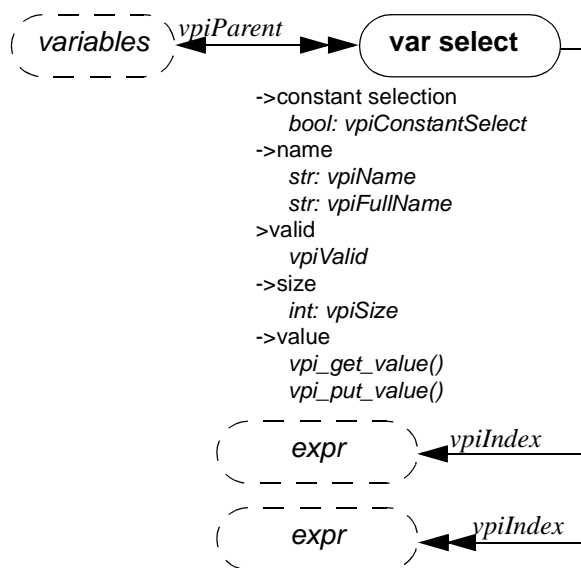 variables vpiParent var select
->constant selection
bool: vpiConstantSelect
->name
str: vpiName
str: vpiFullName
>valid
vpiValid
->size
int: vpiSize
->value
vpi_get_value()
vpi_put_value()
expr vpiIndex
expr vpiIndex